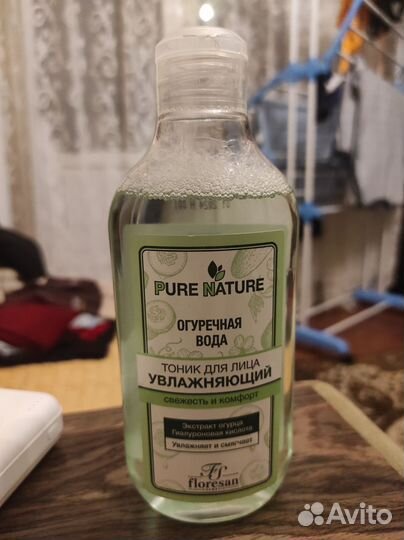 PURE NATURE
ОГУРЕЧНАЯ
ВОДА
ТОНИК ДЛЯ ЛИЦА
УВЛАЖНЯЮЩИЙ
свежесть и комфорт
Экстракт огурца
Гиалуроновая кислота
Увлажняет и смягчает
floresan
Avito